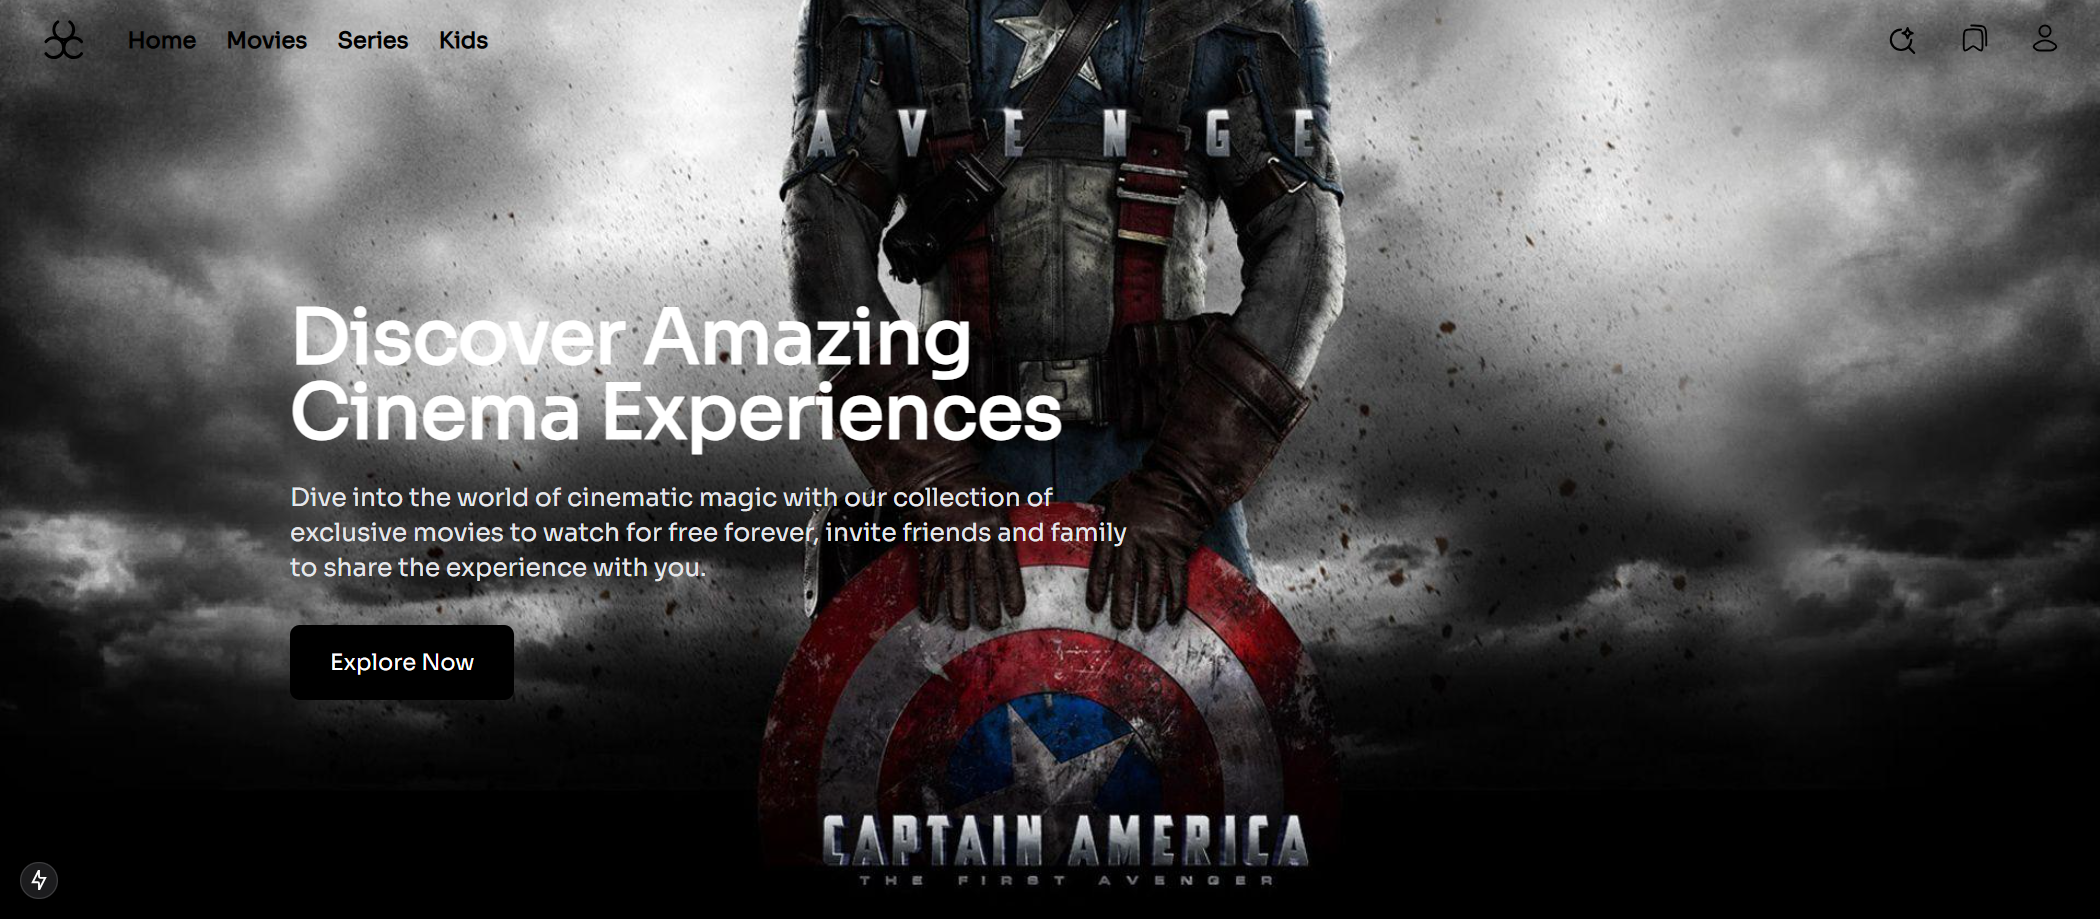 Home Movies Series Kids
AVENGE
Discover Amazing
Cinema Experiences
Dive into the world of cinematic magic with our collection of
exclusive movies to watch for free forever, invite friends and family
to share the experience with you.
Explore Now
CAPTAIN AMERICA
THE FIRST AVENGER